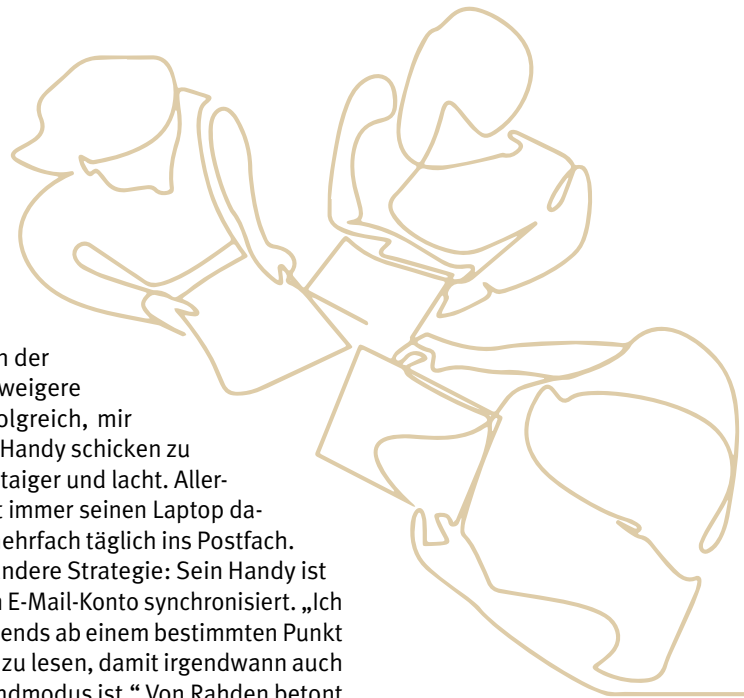 n der
weigere
olgreich, mir
Handy schicken zu
taiger und lacht. Aller-
t immer seinen Laptop da-
nehrfach täglich ins Postfach.
ndere Strategie: Sein Handy ist
n E-Mail-Konto synchronisiert. „Ich
ends ab einem bestimmten Punkt
zu lesen, damit irgendwann auch
ndmodus ist.“ Von Rahden betont